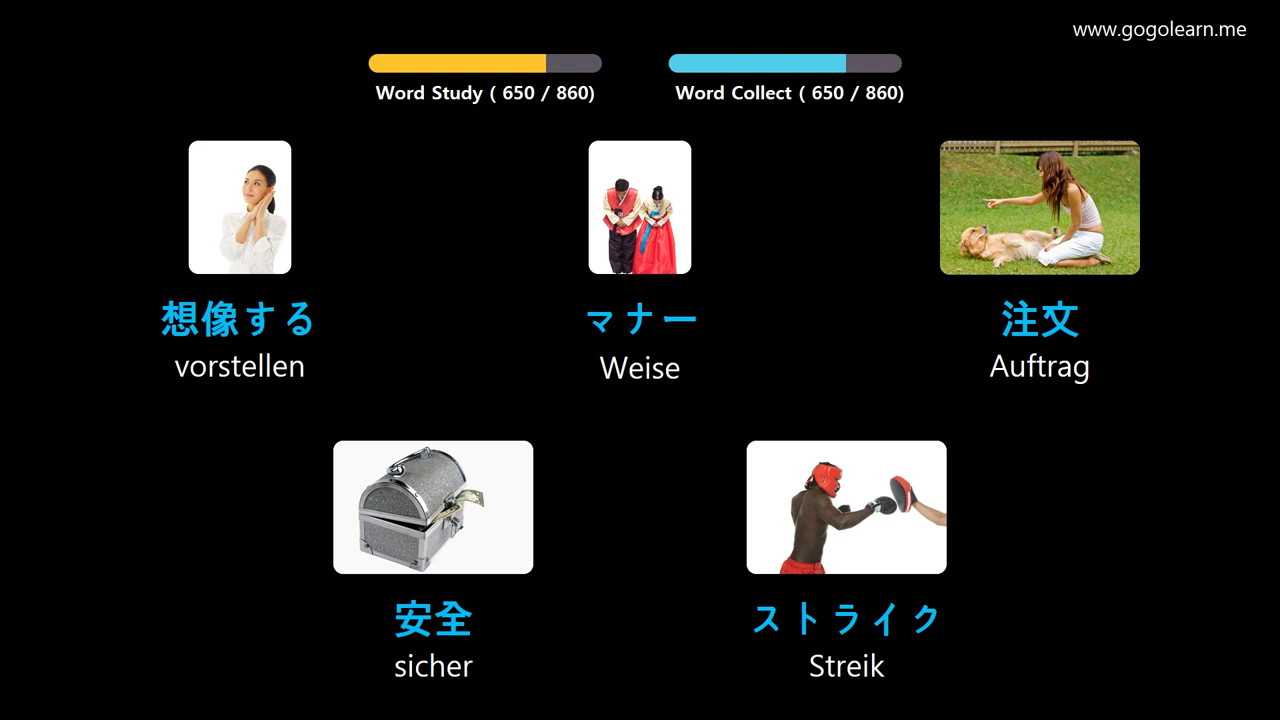 www.gogolearn.me
Word Study ( 650 / 860)
Word Collect ( 650 / 860)
想像する
vorstellen
マナー
Weise
注文
Auftrag
安全
sicher
ストライク
Streik